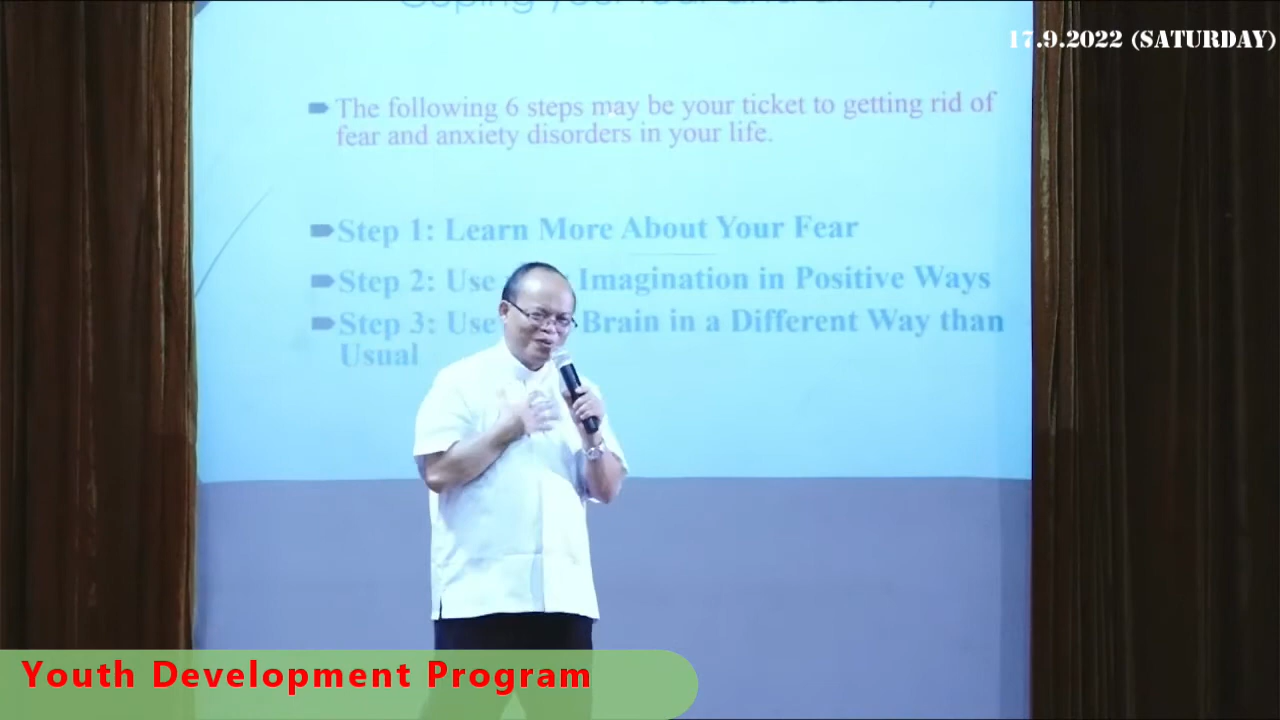 17.9.2022 (SATURDAY)
The following 6 steps may be your ticket to getting rid of
fear and anxiety disorders in your life.
Step 1: Learn More About Your Fear
Step 2: Use Imagination in Positive Ways
Step 3: Use Brain in a Different Way than
Usual
Youth Development Program